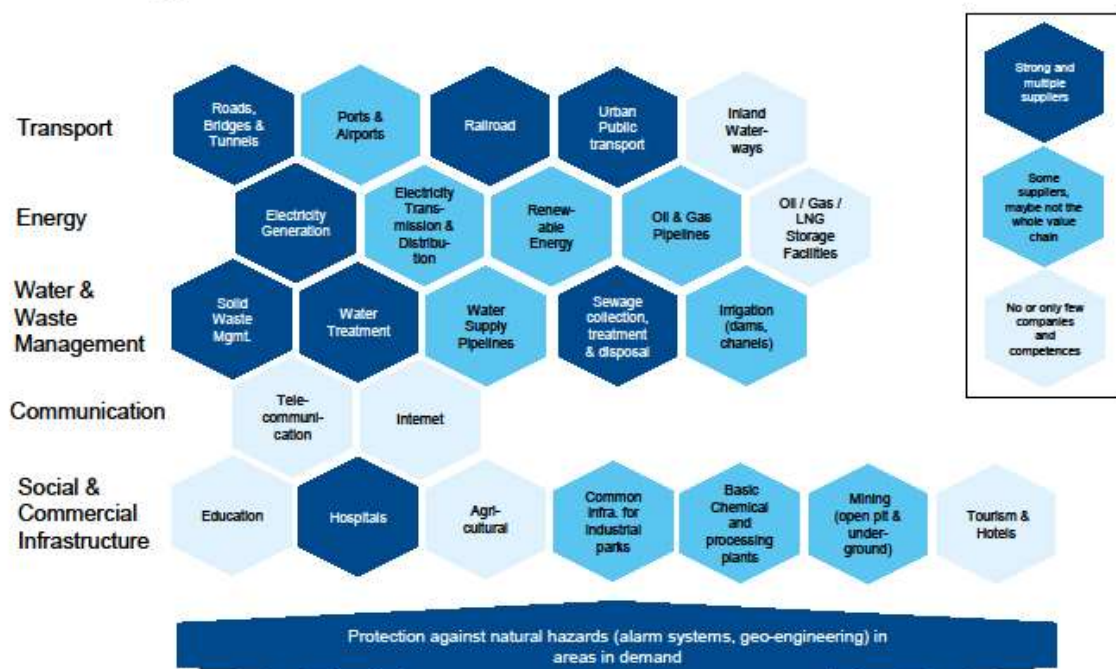 Transport
Roads,
Bridges &
Tunnels
Ports &
Airports
Railroad
Urban
Public
transport
Inland
Water-
ways
Energy
Electricity
Generation
Electricity
Trans-
mission &
Distribu-
tion
Renew-
able
Energy
Oil & Gas
Pipelines
Oil / Gas /
LNG
Storage
Facilities
Water &
Waste
Management
Solid
Waste
Mgmt.
Water
Treatment
Water
Supply
Pipelines
Sewage
collection,
treatment
& disposal
Irrigation
(dams,
chanels)
Communication
Tele-
communi-
cation
Internet
Social &
Commercial
Infrastructure
Education
Hospitals
Agri-
cultural
Common
Infra. for
industrial
parks
Basic
Chemical
and
processing
plants
Mining
(open pit &
under-
ground)
Tourism &
Hotels
Protection against natural hazards (alarm systems, geo-engineering) in
areas in demand
Strong and
multiple
suppliers
Some
suppliers,
maybe not the
whole value
chain
No or only few
companies
and
competences